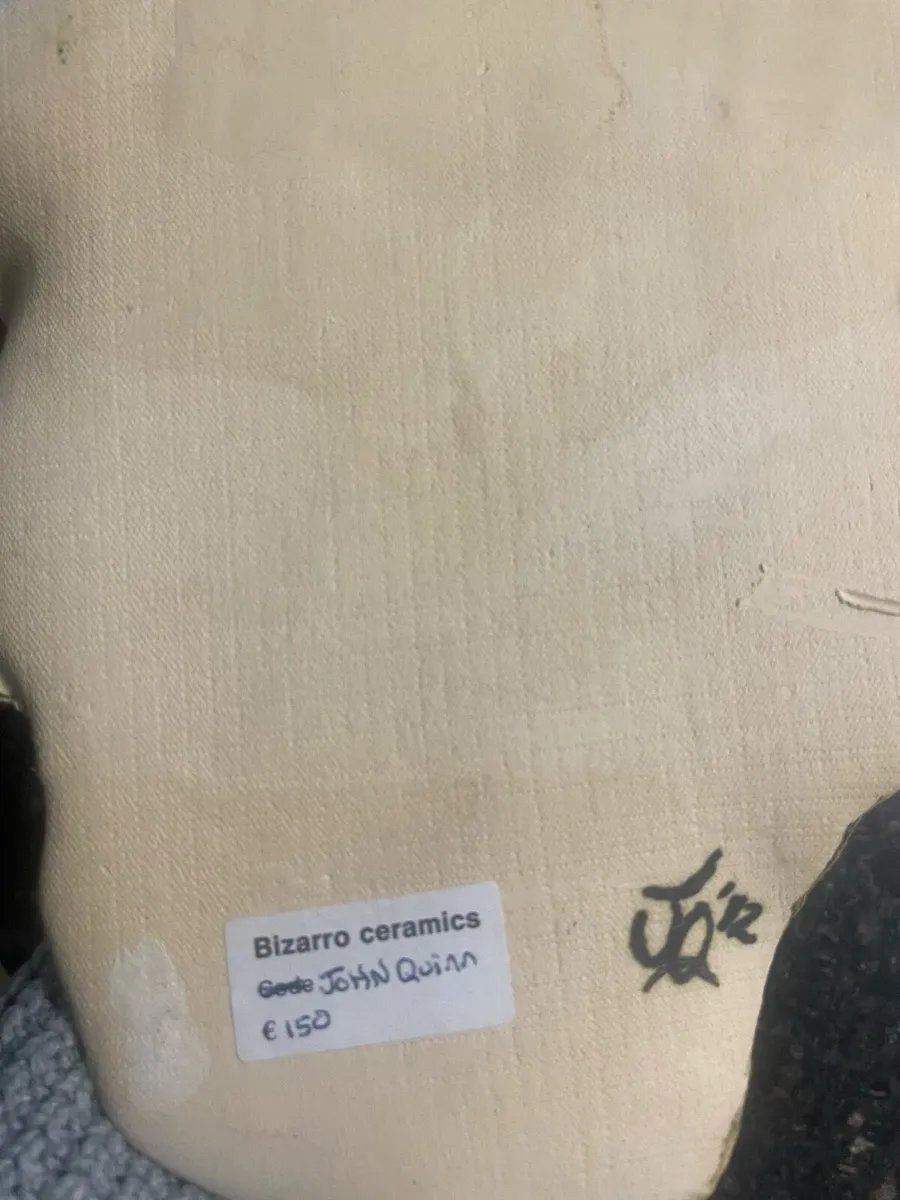 Bizarro ceramics
Code JOHN QUINN
€150
JQ '12